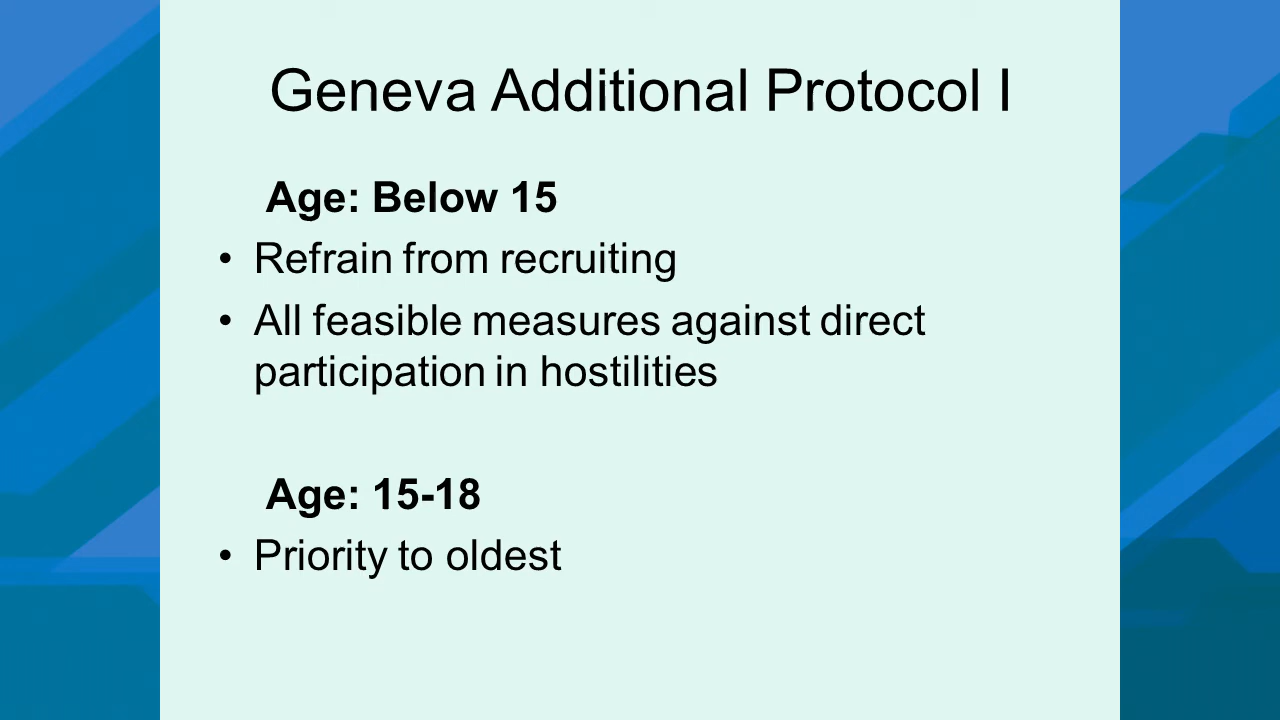 Geneva Additional Protocol I
Age: Below 15
• Refrain from recruiting
• All feasible measures against direct
participation in hostilities
Age: 15-18
• Priority to oldest